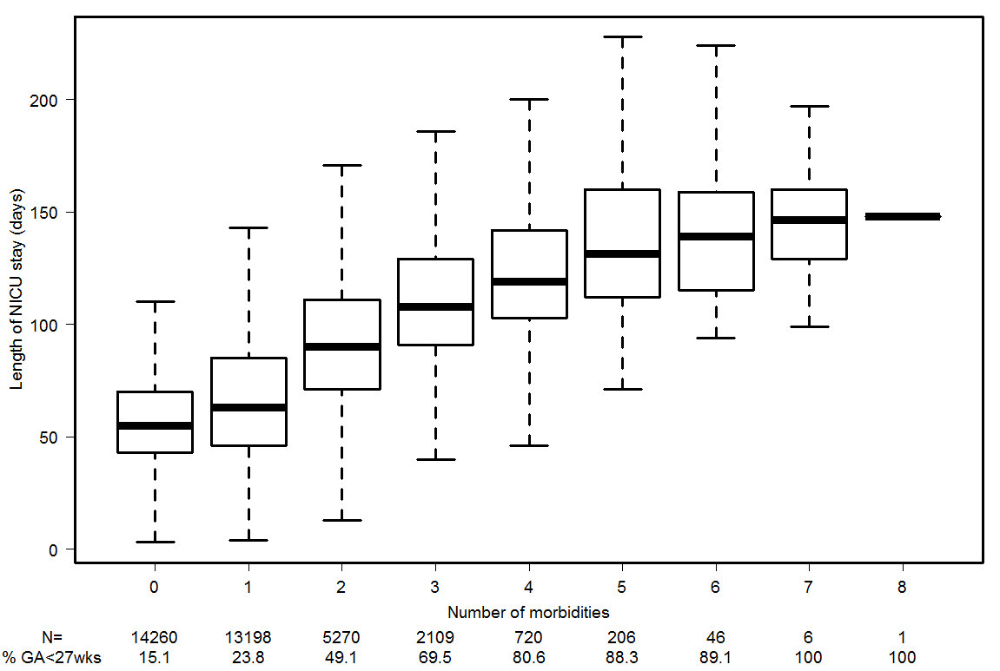 Length of NICU stay (days)
200
150
100
50
0
0 1 2 3 4 5 6 7 8
Number of morbidities
N= 14260 13198 5270 2109 720 206 46 6 1
% GA<27wks 15.1 23.8 49.1 69.5 80.6 88.3 89.1 100 100